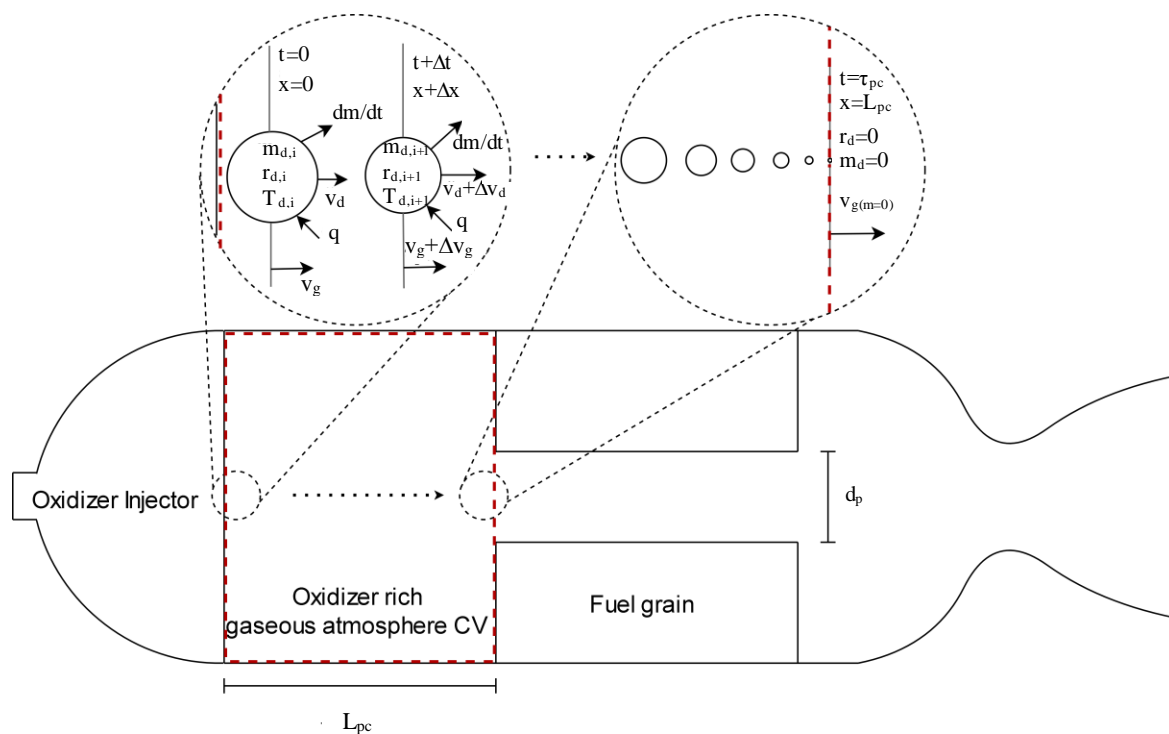 t=0
x=0
dm/dt
m_d,i
r_d,i
T_d,i
v_d
q
v_g
t+Δt
x+Δx
dm/dt
m_d,i+1
r_d,i+1
T_d,i+1
v_d+Δv_d
q
v_g+Δv_g
t=τ_pc
x=L_pc
r_d=0
m_d=0
v_g(m=0)
Oxidizer Injector
d_p
Oxidizer rich
gaseous atmosphere CV
Fuel grain
L_pc